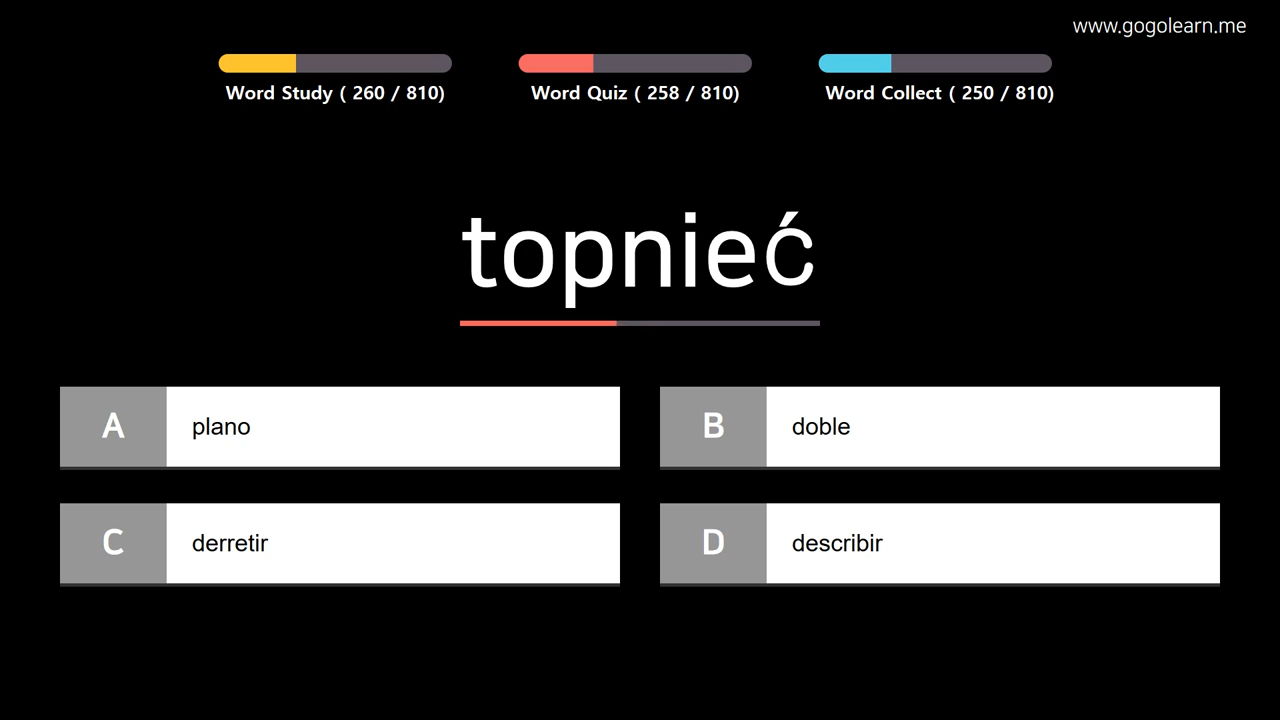 www.gogolearn.me
Word Study ( 260 / 810)
Word Quiz ( 258 / 810)
Word Collect ( 250 / 810)
topnieć
A plano
B doble
C derretir
D describir